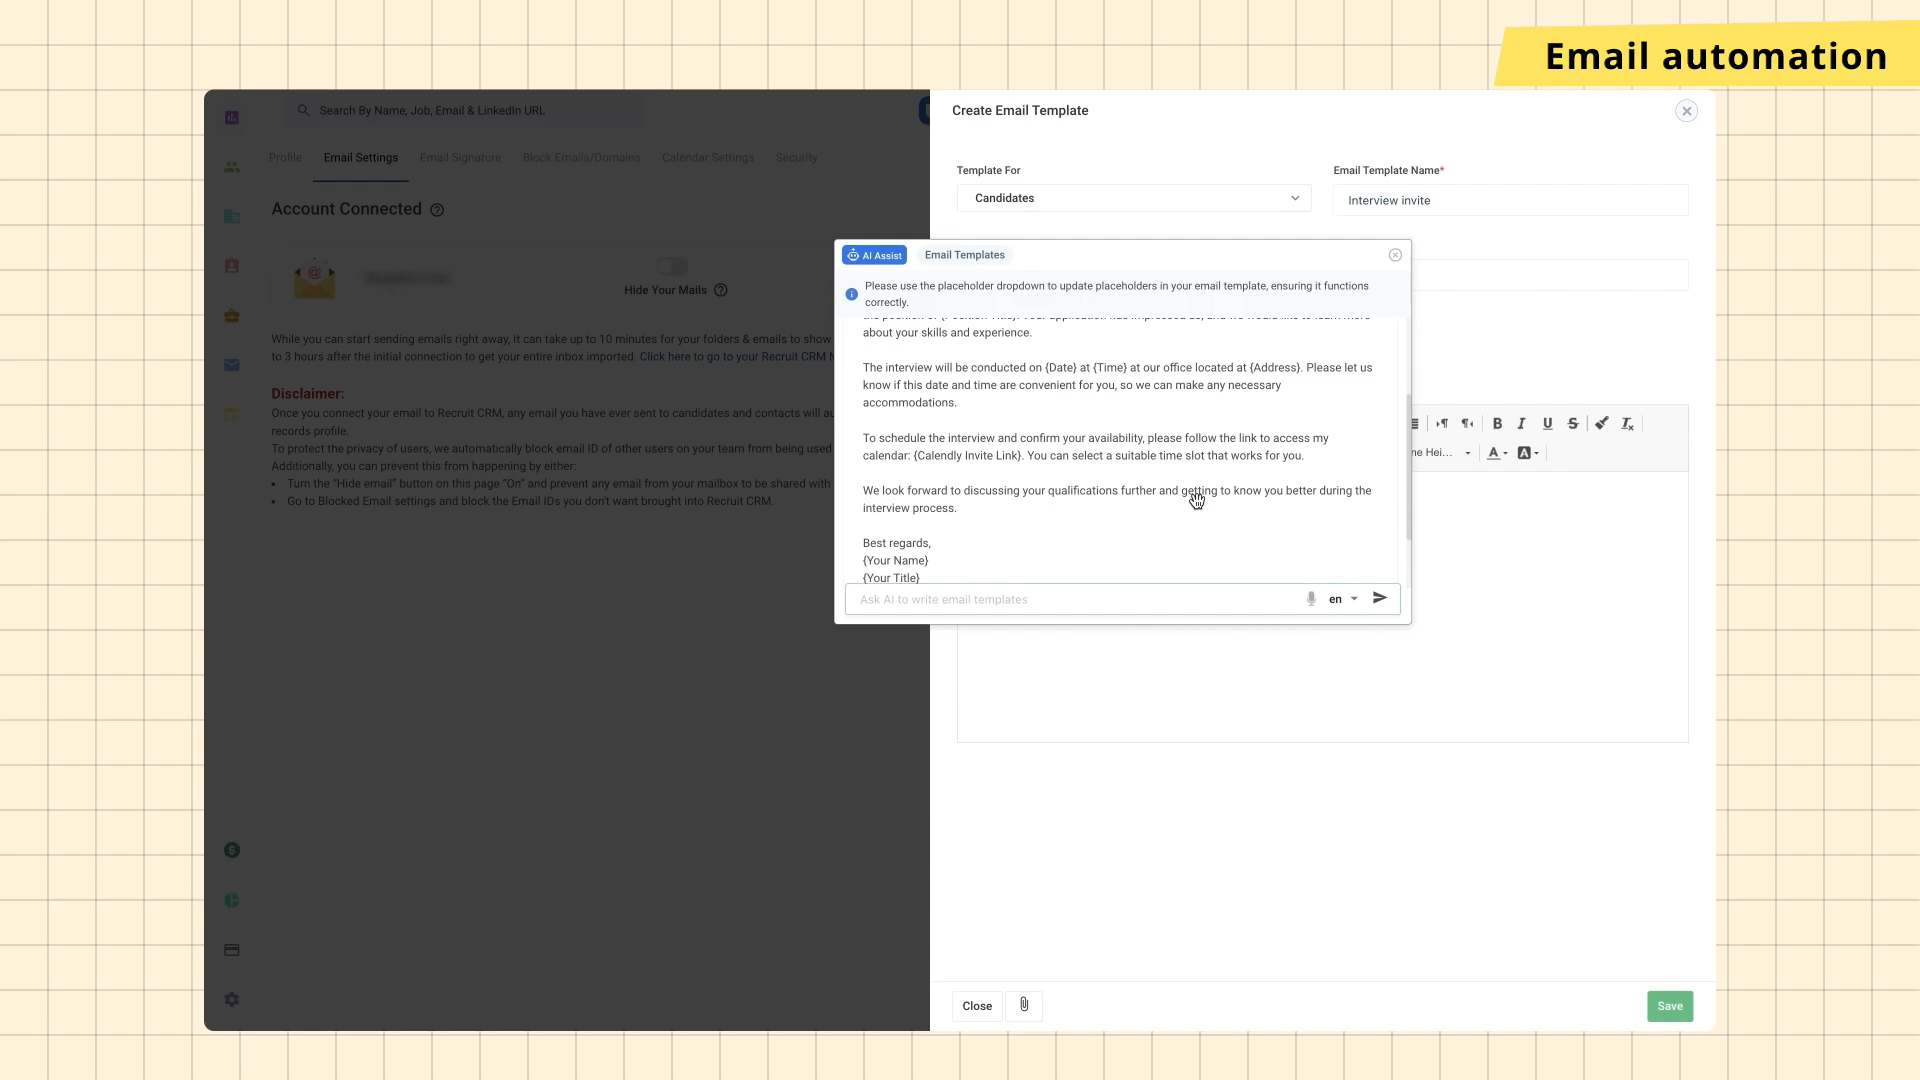 Email automation
Search By Name, Job, Email & LinkedIn URL
Profile
Email Settings
Email Signature
Block Emails/Domains
Calendar Settings
Security
Account Connected
Hide Your Mails
While you can start sending emails right away, It can take up to 10 minutes for your folders & emails to show
to 3 hours after the initial connection to get your entire inbox imported. Click here to go to your Recruit CRM M
Disclaimer:
Once you connect your email to Recruit CRM, any email you have ever sent to candidates and contacts will au
records profile.
To protect the privacy of users, we automatically block email ID of other users on your team from being used
Additionally, you can prevent this from happening by either:
• Turn the "Hide email" button on this page "On" and prevent any email from your mailbox to be shared with
• Go to Blocked Email settings and block the Email IDs you don't want brought into Recruit CRM.
Create Email Template
Template For
Email Template Name*
Candidates
Interview invite
AI Assist
Email Templates
Please use the placeholder dropdown to update placeholders in your email template, ensuring it functions
correctly.
about your skills and experience.
The interview will be conducted on {Date} at {Time} at our office located at {Address}. Please let us
know if this date and time are convenient for you, so we can make any necessary
accommodations.
To schedule the interview and confirm your availability, please follow the link to access my
calendar: {Calendly Invite Link}. You can select a suitable time slot that works for you.
We look forward to discussing your qualifications further and getting to know you better during the
interview process.
Best regards,
{Your Name}
{Your Title}
Ask AI to write email templates
en
B I U S
ne Hei...
A A
Close
Save